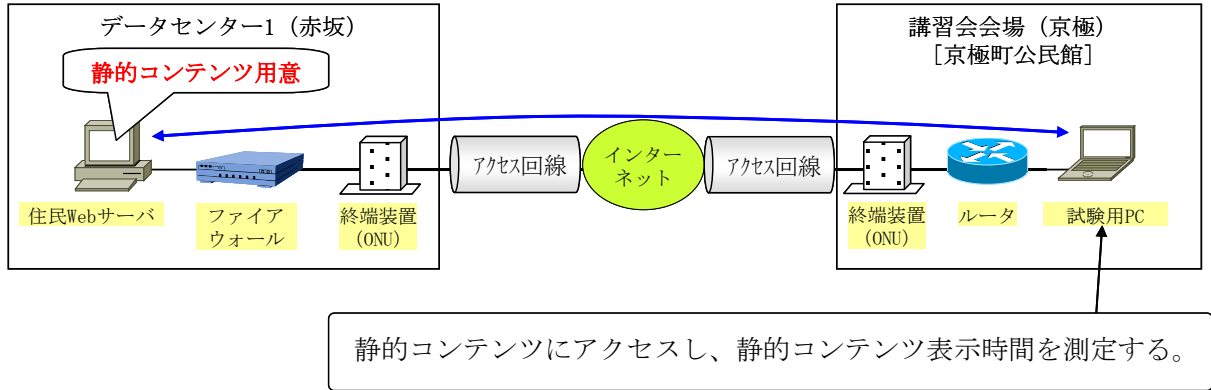 データセンター1（赤坂）
静的コンテンツ用意
住民Webサーバ
ファイア
ウォール
終端装置
(ONU)
アクセス回線
インター
ネット
アクセス回線
講習会会場（京極）
［京極町公民館］
終端装置
(ONU)
ルータ
試験用PC
静的コンテンツにアクセスし、静的コンテンツ表示時間を測定する。